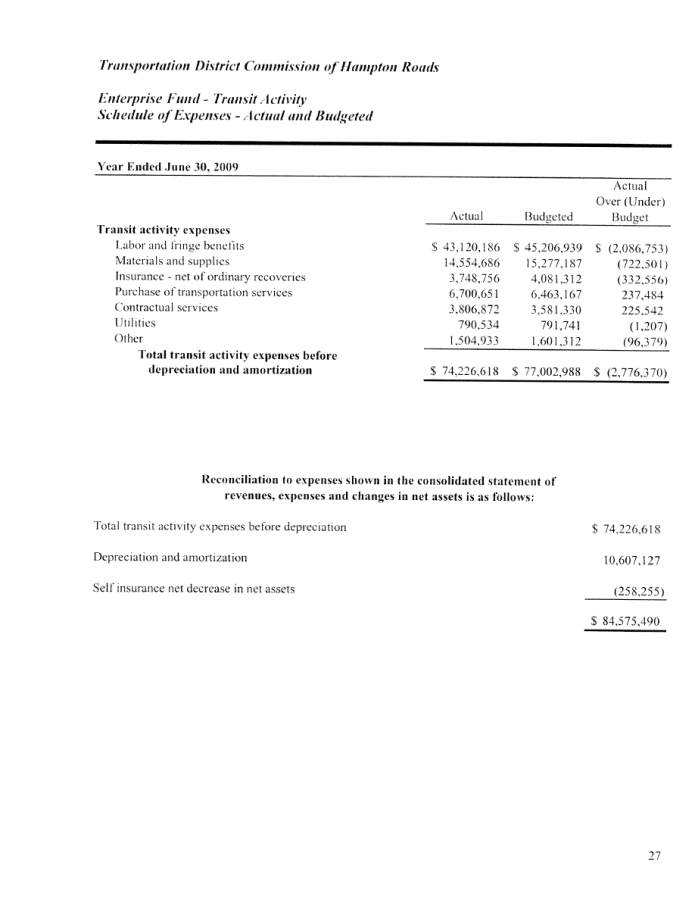 Transportation District Commission of Hampton Roads
Enterprise Fund - Transit Activity
Schedule of Expenses - Actual and Budgeted
Year Ended June 30, 2009
Actual
Over (Under)
Actual Budgeted Budget
Transit activity expenses
Labor and fringe benefits $ 43,120,186 $ 45,206,939 $ (2,086,753)
Materials and supplies 14,554,686 15,277,187 (722,501)
Insurance - net of ordinary recoveries 3,748,756 4,081,312 (332,556)
Purchase of transportation services 6,700,651 6,463,167 237,484
Contractual services 3,806,872 3,581,330 225,542
Utilities 790,534 791,741 (1,207)
Other 1,504,933 1,601,312 (96,379)
Total transit activity expenses before
depreciation and amortization $ 74,226,618 $ 77,002,988 $ (2,776,370)
Reconciliation to expenses shown in the consolidated statement of
revenues, expenses and changes in net assets is as follows:
Total transit activity expenses before depreciation $ 74,226,618
Depreciation and amortization 10,607,127
Self insurance net decrease in net assets (258,255)
$ 84,575,490
27